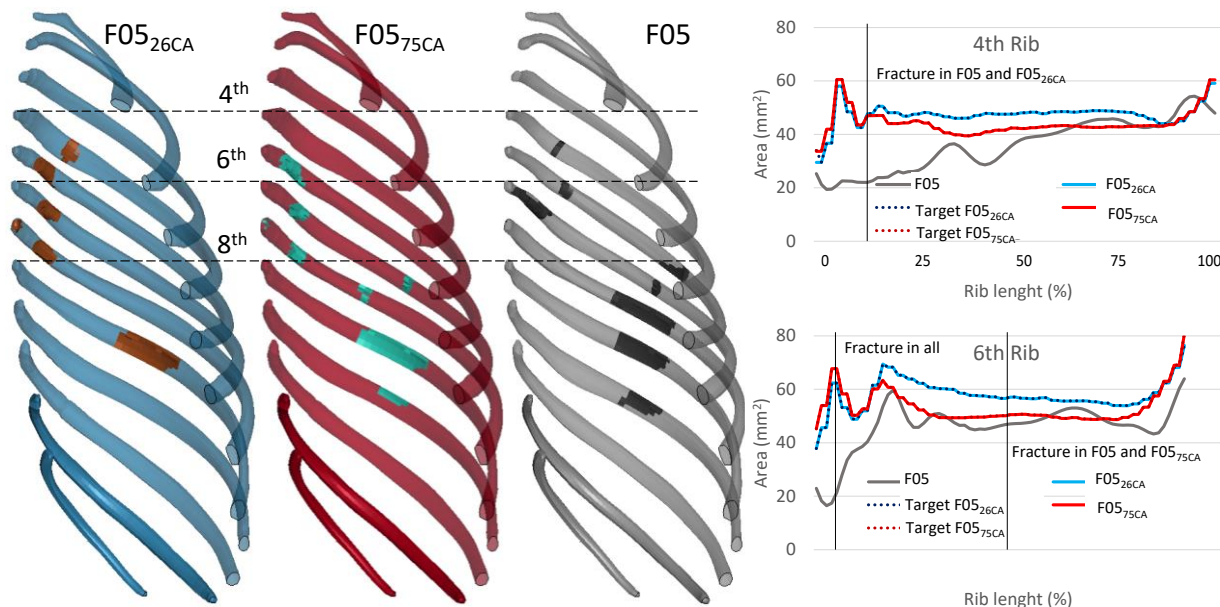 F05₂₆CA
F05₇₅CA
F05
4th
6th
8th
80
60
40
20
0
Area (mm²)
4th Rib
Fracture in F05 and F05₂₆CA
F05
F05₂₆CA
Target F05₂₆CA
F05₇₅CA
Target F05₇₅CA
0
25
50
75
100
Rib lenght (%)
80
60
40
20
0
Area (mm²)
Fracture in all
6th Rib
Fracture in F05 and F05₇₅CA
F05
F05₂₆CA
Target F05₂₆CA
F05₇₅CA
Target F05₇₅CA
Rib lenght (%)